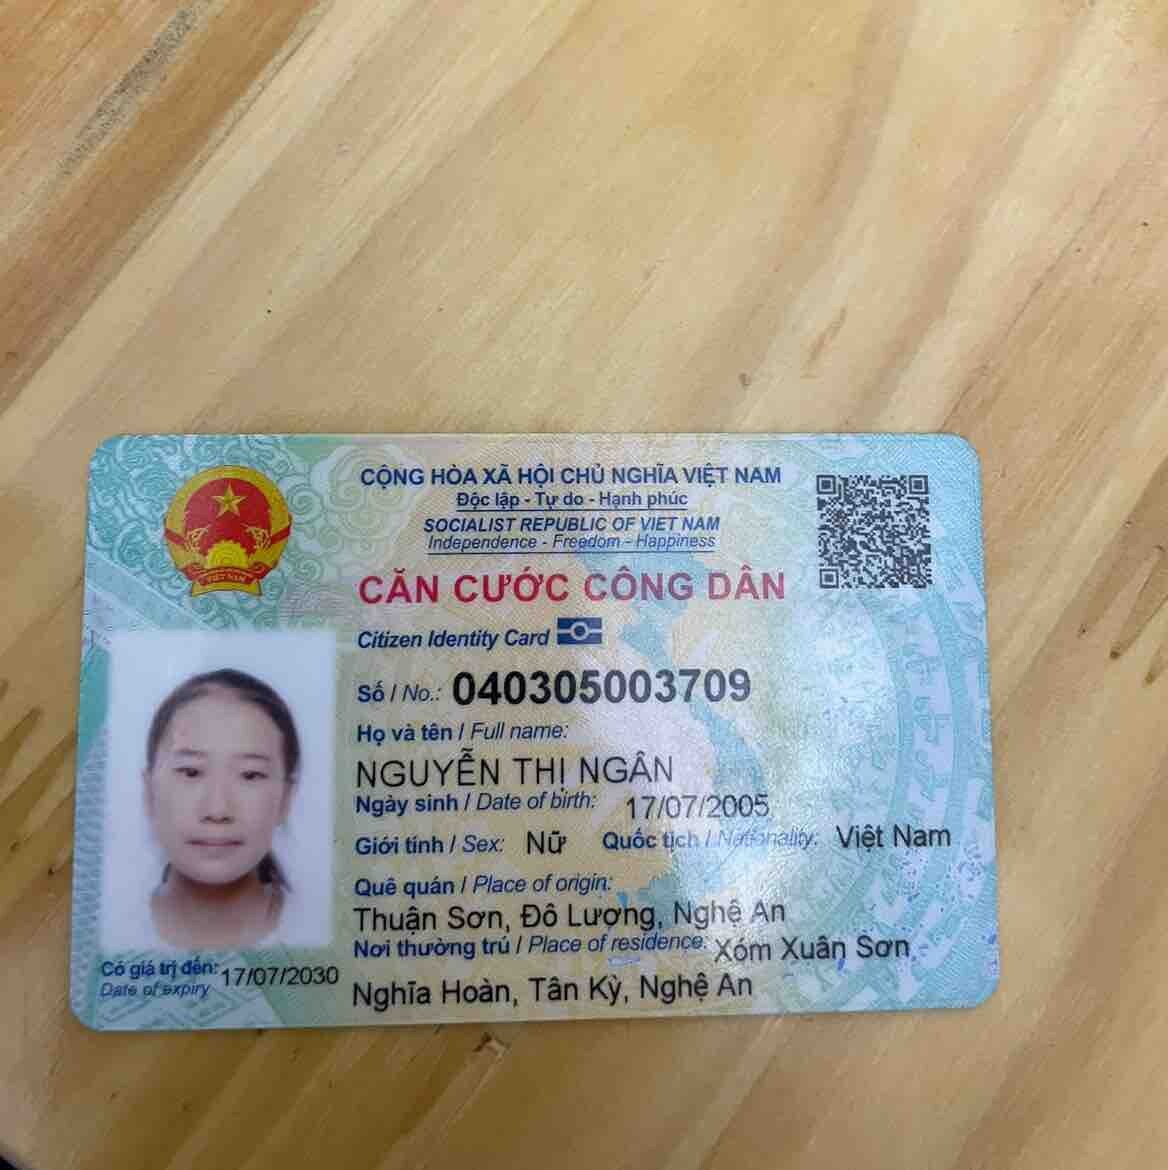 CỘNG HÒA XÃ HỘI CHỦ NGHĨA VIỆT NAM
Độc lập - Tự do - Hạnh phúc
SOCIALIST REPUBLIC OF VIET NAM
Independence - Freedom - Happiness
VIỆT NAM
CĂN CƯỚC CÔNG DÂN
Citizen Identity Card
Số / No.: 040305003709
Họ và tên / Full name:
NGUYỄN THỊ NGÂN
Ngày sinh / Date of birth: 17/07/2005
Giới tính / Sex: Nữ Quốc tịch / Nationality: Việt Nam
Quê quán / Place of origin:
Thuận Sơn, Đô Lương, Nghệ An
Nơi thường trú / Place of residence: Xóm Xuân Sơn
Nghĩa Hoàn, Tân Kỳ, Nghệ An
Có giá trị đến: 17/07/2030
Date of expiry